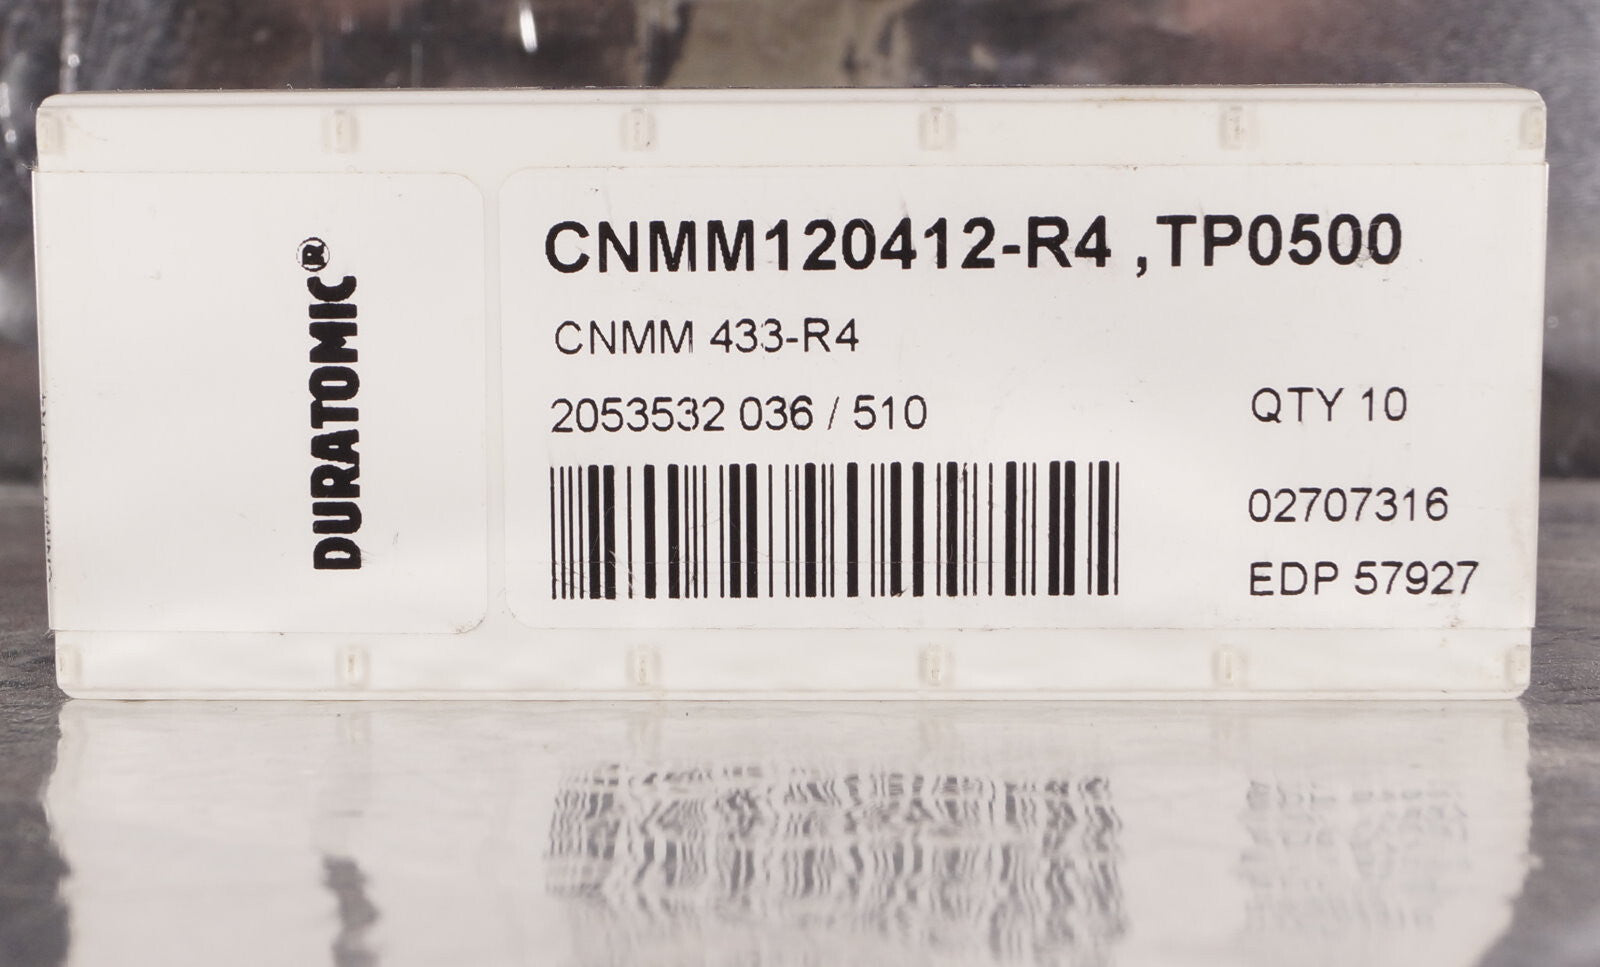 DURATOMIC®
CNMM120412-R4 ,TP0500
CNMM 433-R4
2053532 036 / 510
QTY 10
02707316
EDP 57927